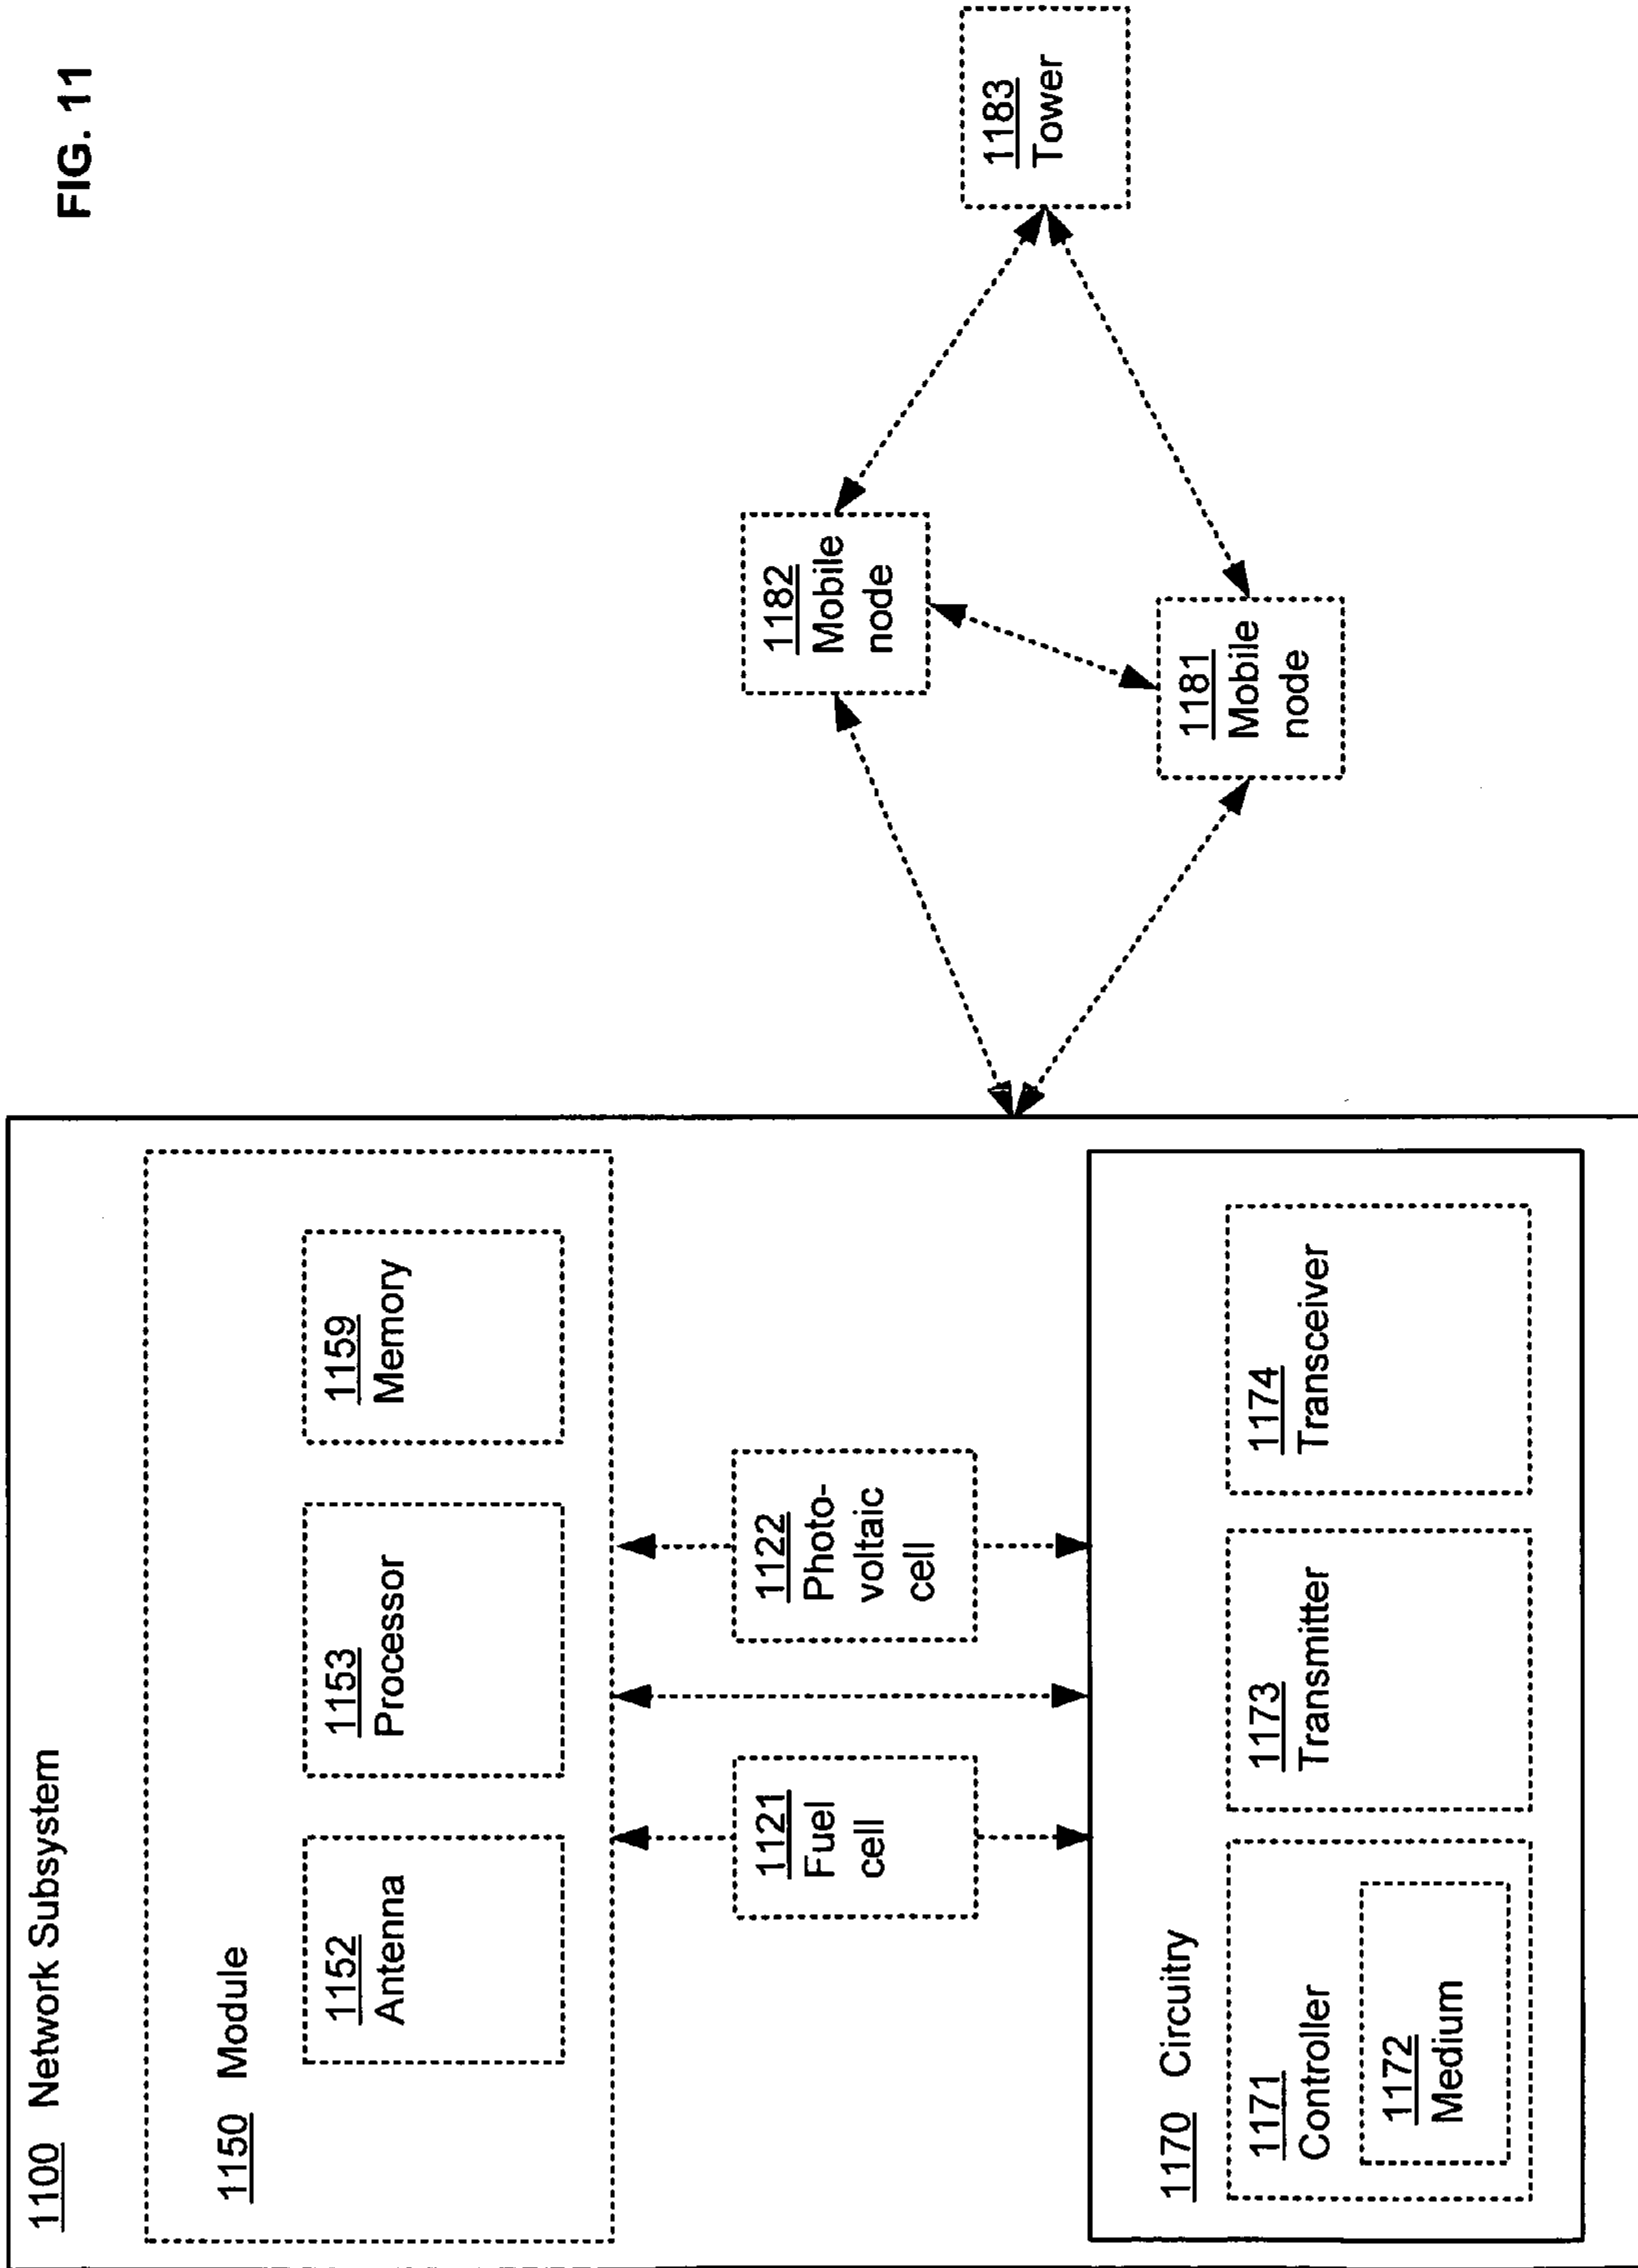 FIG. 11
1100 Network Subsystem
1150 Module
1152
Antenna
1153
Processor
1159
Memory
1121
Fuel
cell
1122
Photo-
voltaic
cell
1170 Circuitry
1171
Controller
1172
Medium
1173
Transmitter
1174
Transceiver
1182
Mobile
node
1181
Mobile
node
1183
Tower